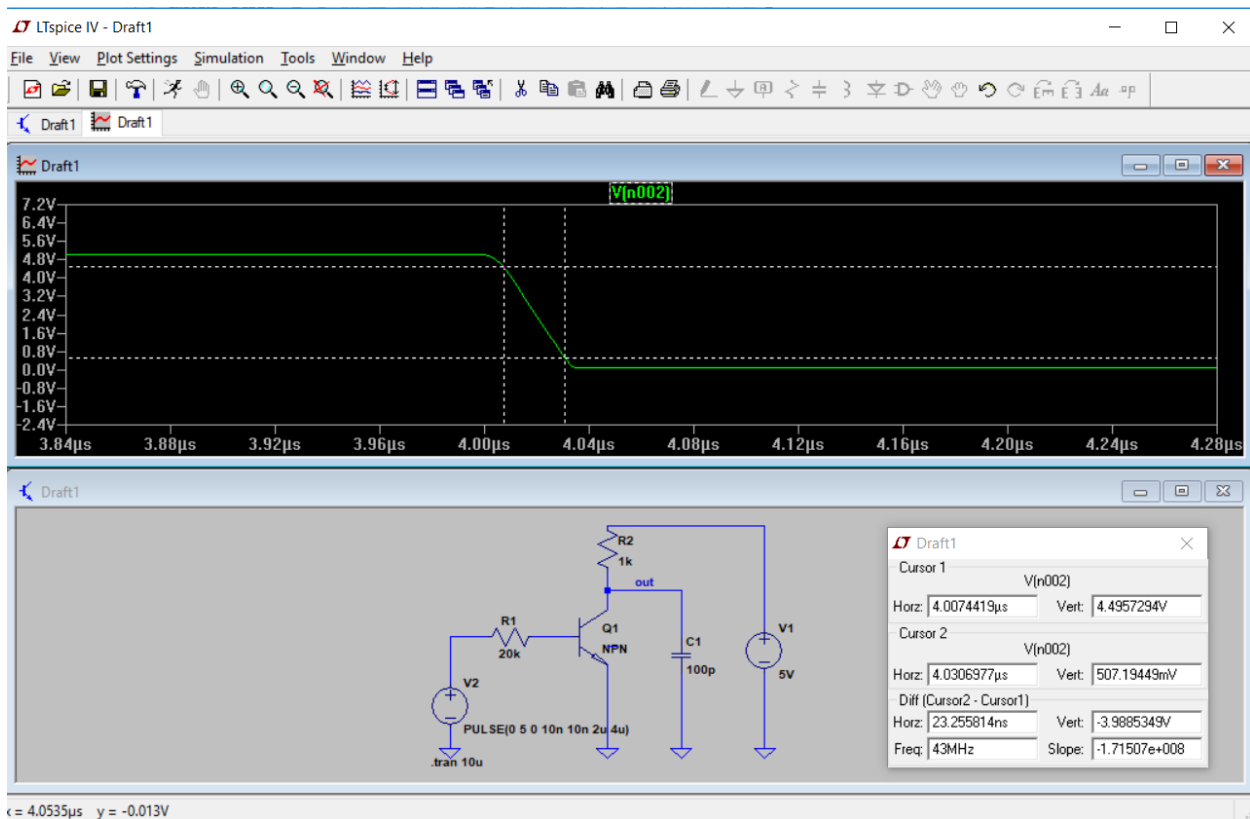 LTspice IV - Draft1
File View Plot Settings Simulation Tools Window Help
Draft1 Draft1
Draft1
V(n002)
7.2V
6.4V
5.6V
4.8V
4.0V
3.2V
2.4V
1.6V
0.8V
0.0V
-0.8V
-1.6V
-2.4V
3.84µs 3.88µs 3.92µs 3.96µs 4.00µs 4.04µs 4.08µs 4.12µs 4.16µs 4.20µs 4.24µs 4.28µs
Draft1
R2
1k
out
R1
20k
Q1
NPN
C1
100p
V1
5V
V2
PULSE(0 5 0 10n 10n 2u 4u)
.tran 10u
Draft1
Cursor 1
V(n002)
Horz: 4.0074419µs Vert: 4.4957294V
Cursor 2
V(n002)
Horz: 4.0306977µs Vert: 507.19449mV
Diff (Cursor2 - Cursor1)
Horz: 23.255814ns Vert: -3.9885349V
Freq: 43MHz Slope: -1.71507e+008
x = 4.0535µs y = -0.013V